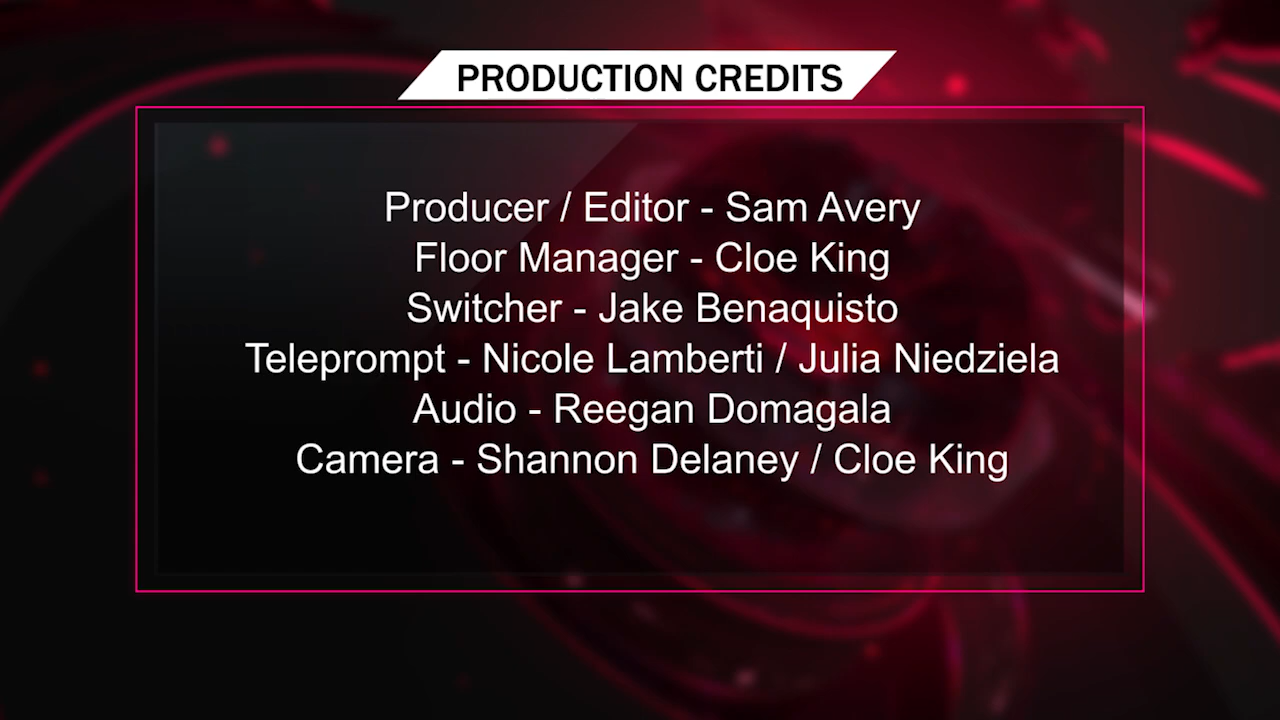 PRODUCTION CREDITS
Producer / Editor - Sam Avery
Floor Manager - Cloe King
Switcher - Jake Benaquisto
Teleprompt - Nicole Lamberti / Julia Niedziela
Audio - Reegan Domagala
Camera - Shannon Delaney / Cloe King